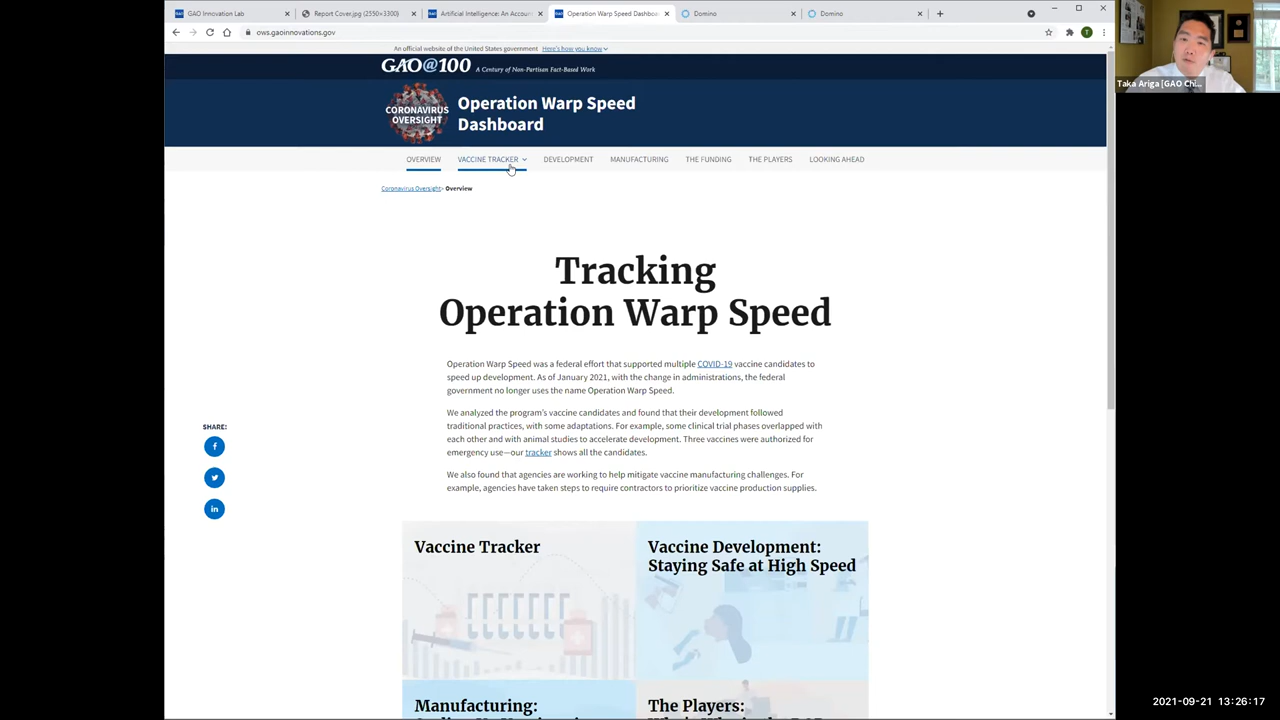 GAO Innovation Lab
Report Cover.jpg (2550×3300)
Artificial Intelligence: An Accoun
Operation Warp Speed Dashboa
Domino
Domino
ows.gaoinnovations.gov
T
An official website of the United States government Here's how you know
GAO@100 A Century of Non-Partisan Fact-Based Work
CORONAVIRUS
OVERSIGHT
Operation Warp Speed
Dashboard
OVERVIEW
VACCINE TRACKER
DEVELOPMENT
MANUFACTURING
THE FUNDING
THE PLAYERS
LOOKING AHEAD
Coronavirus Oversight> Overview
Tracking
Operation Warp Speed
Operation Warp Speed was a federal effort that supported multiple COVID-19 vaccine candidates to
speed up development. As of January 2021, with the change in administrations, the federal
government no longer uses the name Operation Warp Speed.
We analyzed the program's vaccine candidates and found that their development followed
traditional practices, with some adaptations. For example, some clinical trial phases overlapped with
each other and with animal studies to accelerate development. Three vaccines were authorized for
emergency use—our tracker shows all the candidates.
We also found that agencies are working to help mitigate vaccine manufacturing challenges. For
example, agencies have taken steps to require contractors to prioritize vaccine production supplies.
SHARE:
f
in
Vaccine Tracker
Vaccine Development:
Staying Safe at High Speed
Manufacturing:
The Players:
Taka Ariga [GAO Chi...
2021-09-21 13:26:17